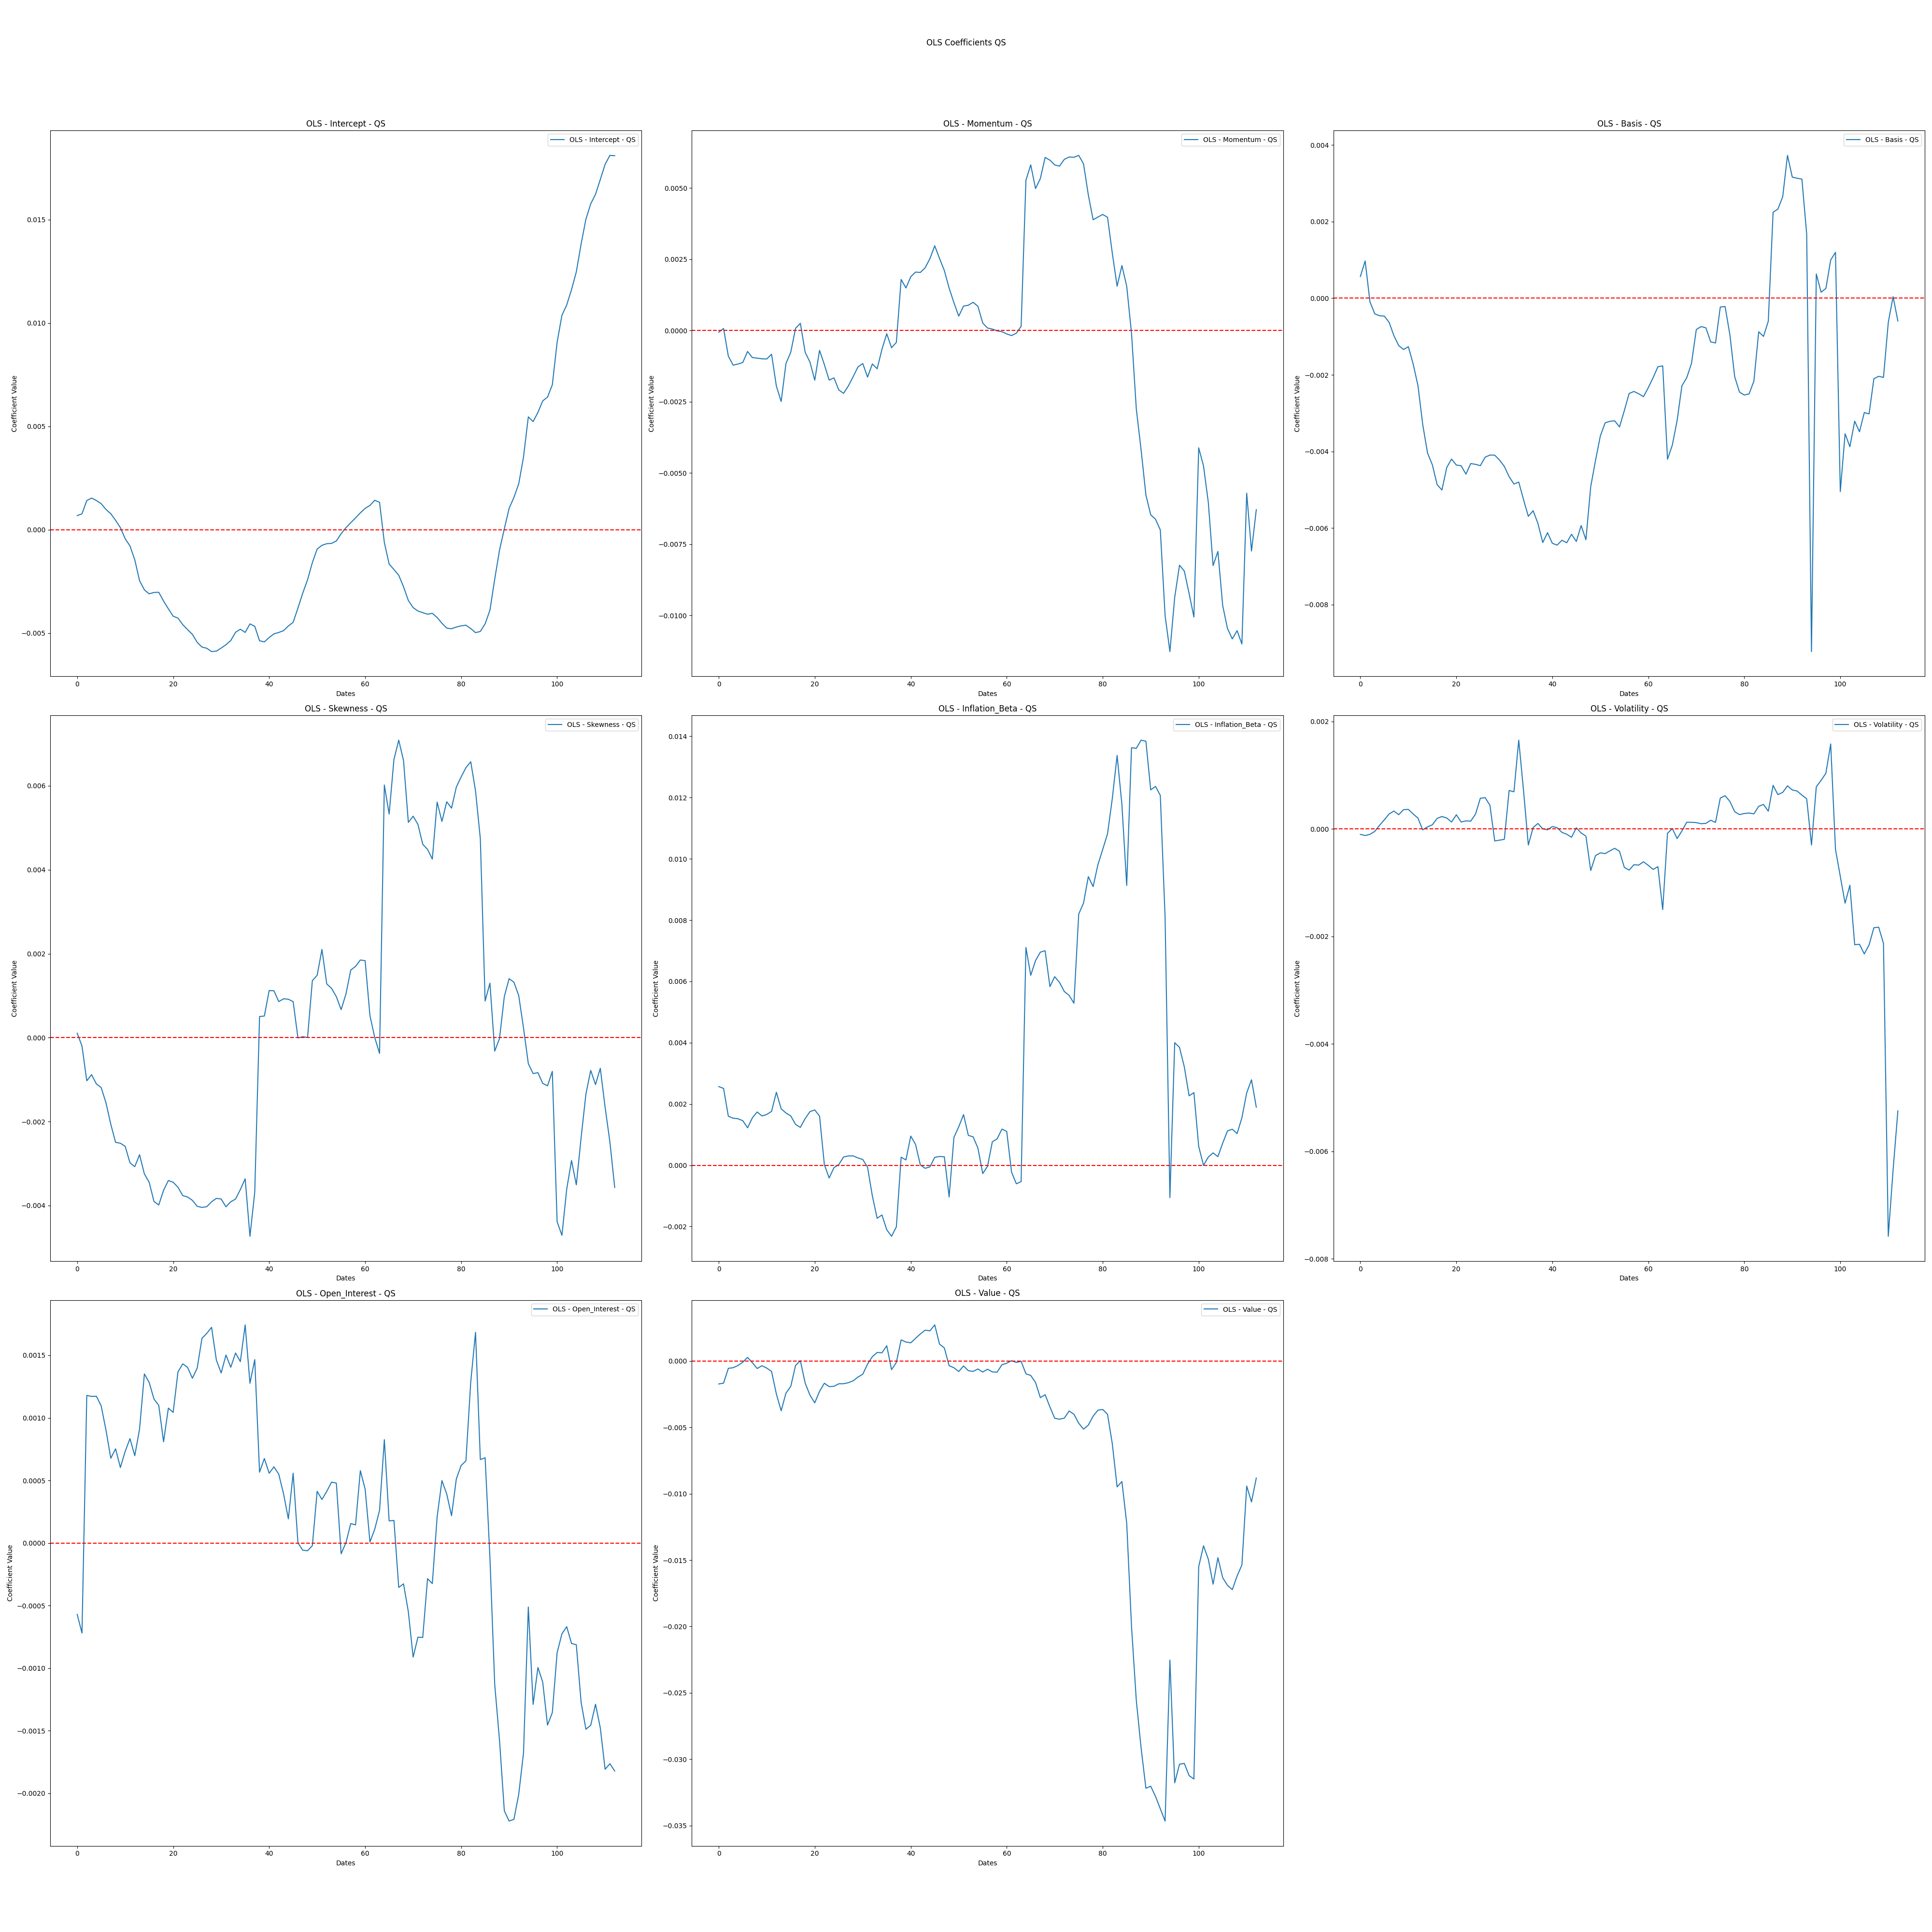 OLS Coefficients QS
OLS - Intercept - QS
OLS - Intercept - QS
Coefficient Value
0.015
0.010
0.005
0.000
−0.005
0 20 40 60 80 100
Dates
OLS - Momentum - QS
OLS - Momentum - QS
Coefficient Value
0.0050
0.0025
0.0000
−0.0025
−0.0050
−0.0075
−0.0100
0 20 40 60 80 100
Dates
OLS - Basis - QS
OLS - Basis - QS
Coefficient Value
0.004
0.002
0.000
−0.002
−0.004
−0.006
−0.008
0 20 40 60 80 100
Dates
OLS - Skewness - QS
OLS - Skewness - QS
Coefficient Value
0.006
0.004
0.002
0.000
−0.002
−0.004
0 20 40 60 80 100
Dates
OLS - Inflation_Beta - QS
OLS - Inflation_Beta - QS
Coefficient Value
0.014
0.012
0.010
0.008
0.006
0.004
0.002
0.000
−0.002
0 20 40 60 80 100
Dates
OLS - Volatility - QS
OLS - Volatility - QS
Coefficient Value
0.002
0.000
−0.002
−0.004
−0.006
−0.008
0 20 40 60 80 100
Dates
OLS - Open_Interest - QS
OLS - Open_Interest - QS
Coefficient Value
0.0015
0.0010
0.0005
0.0000
−0.0005
−0.0010
−0.0015
−0.0020
0 20 40 60 80 100
Dates
OLS - Value - QS
OLS - Value - QS
Coefficient Value
0.000
−0.005
−0.010
−0.015
−0.020
−0.025
−0.030
−0.035
0 20 40 60 80 100
Dates